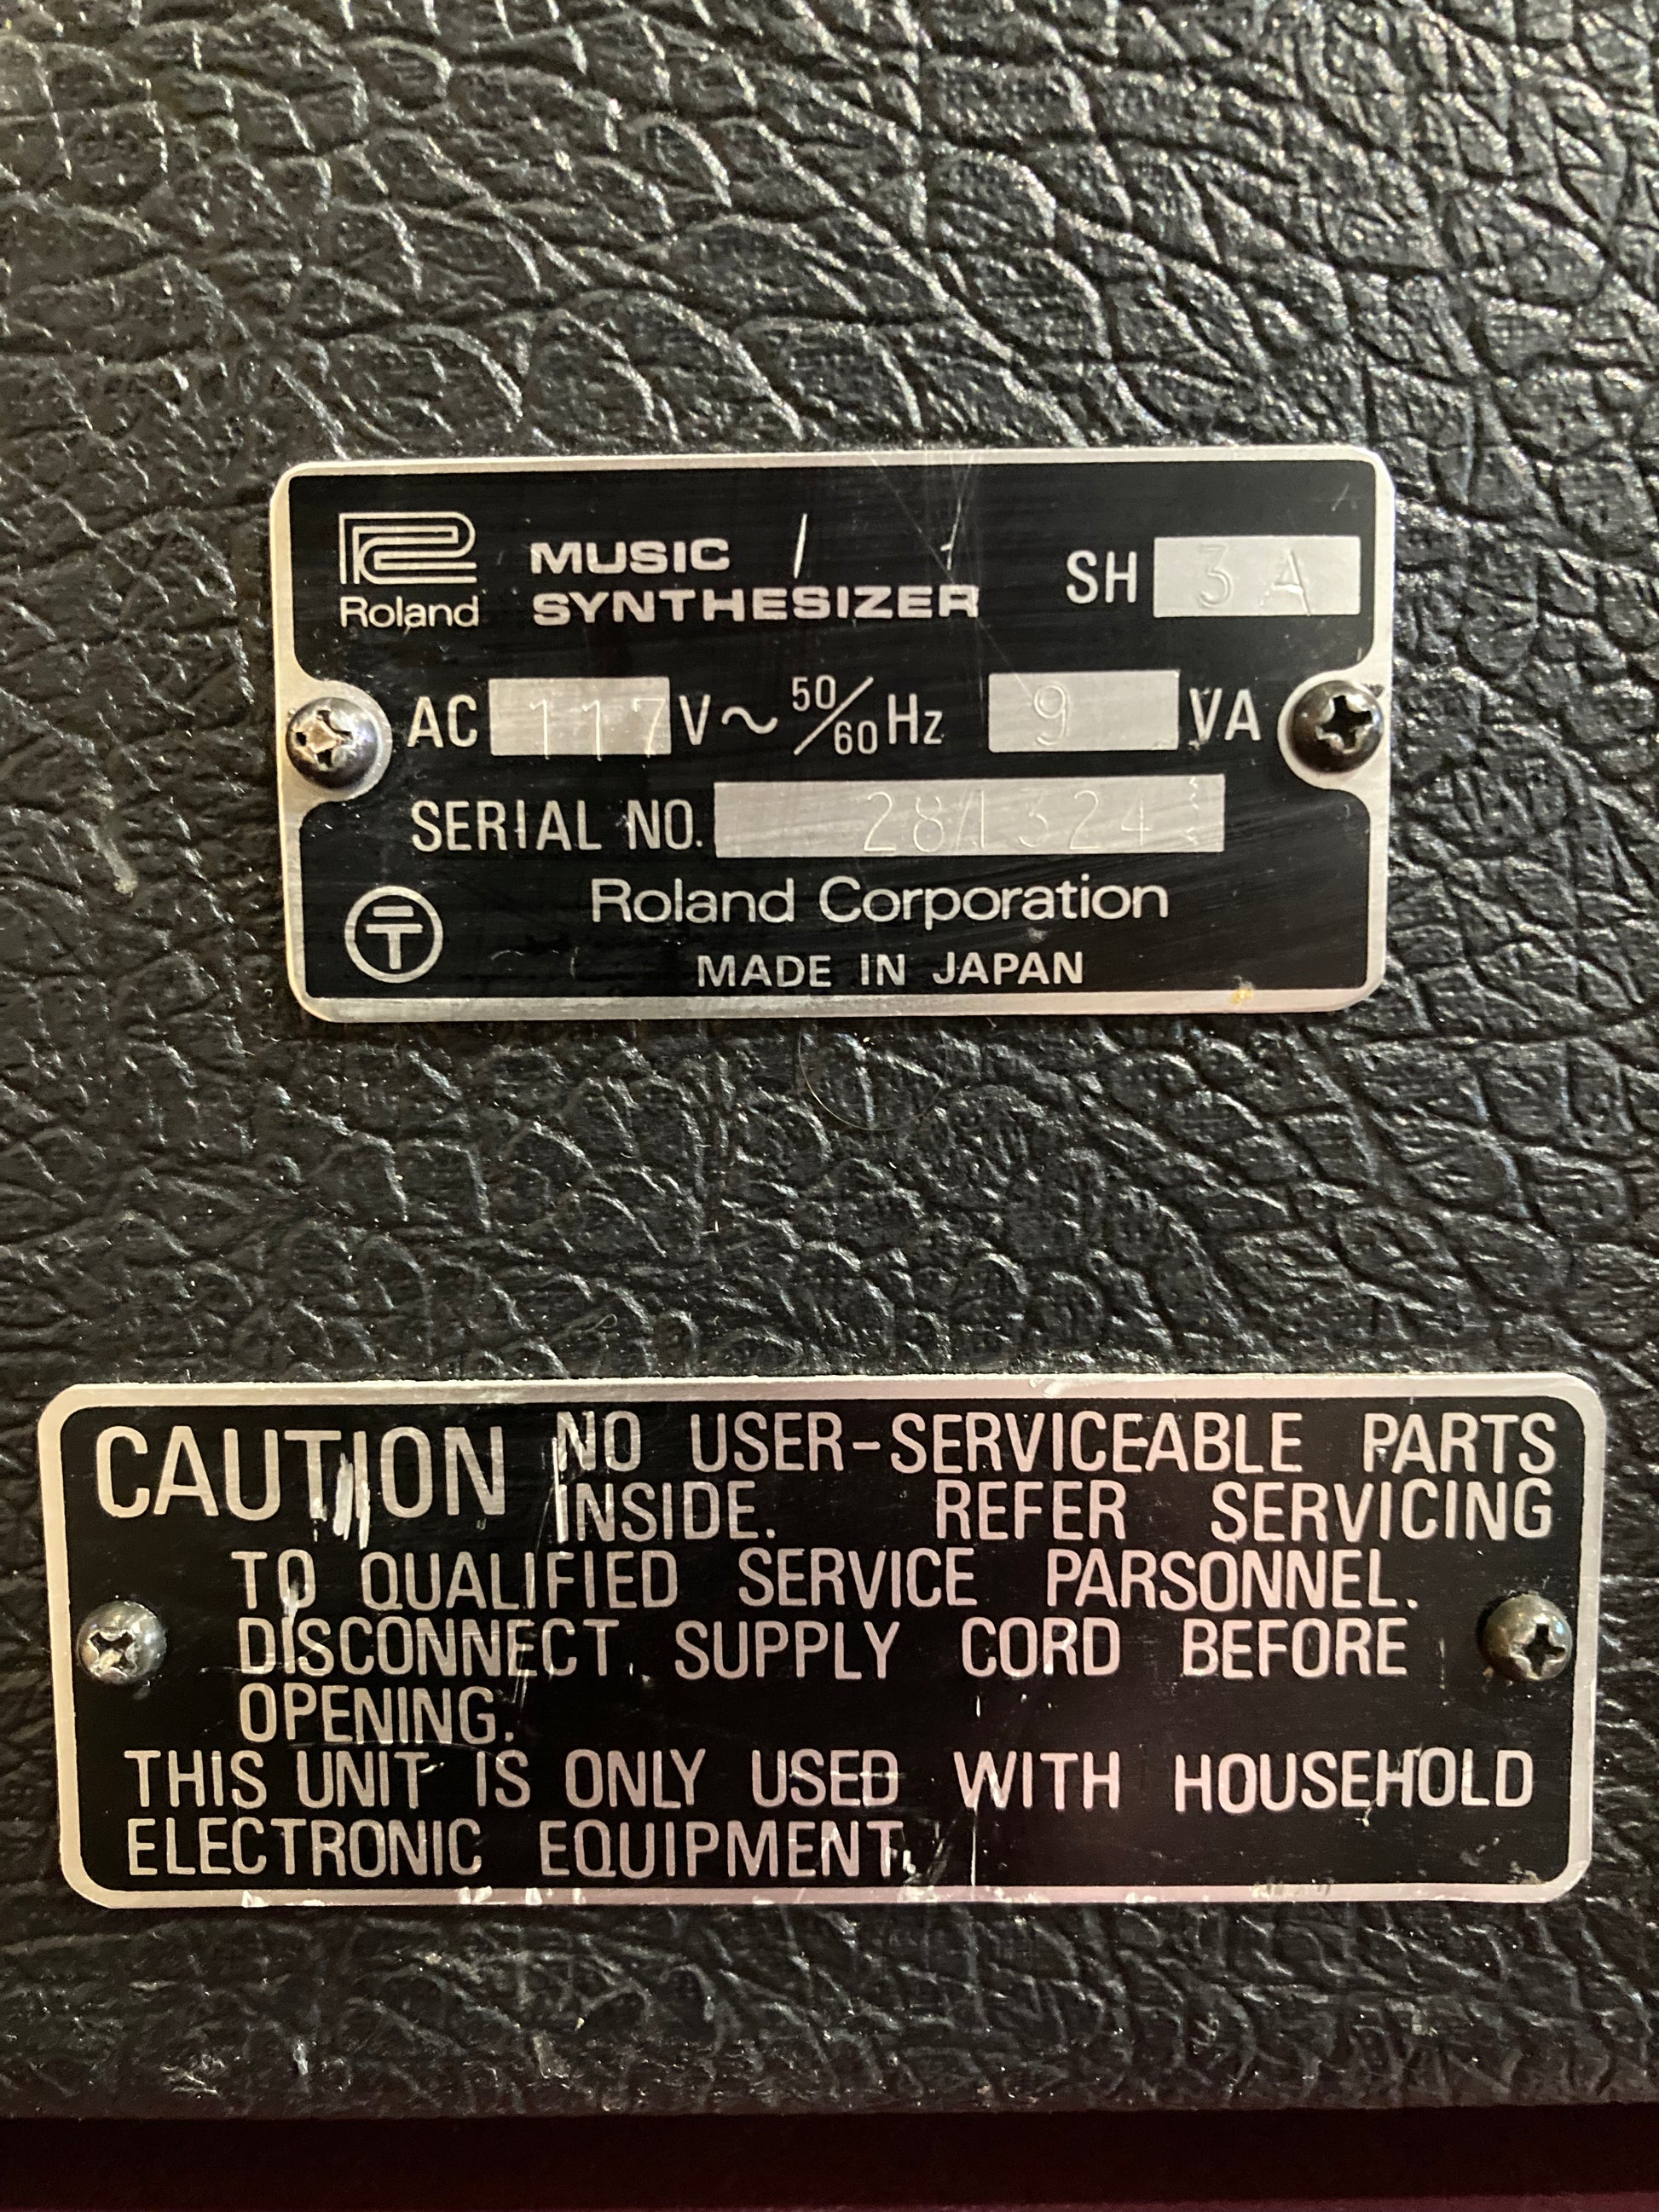 Roland
MUSIC
SYNTHESIZER
SH 3A
AC 117 V~ 50/60 Hz 9 VA
SERIAL NO. 281324
Roland Corporation
MADE IN JAPAN
CAUTION NO USER-SERVICEABLE PARTS
INSIDE. REFER SERVICING
TO QUALIFIED SERVICE PARSONNEL.
DISCONNECT SUPPLY CORD BEFORE
OPENING.
THIS UNIT IS ONLY USED WITH HOUSEHOLD
ELECTRONIC EQUIPMENT.